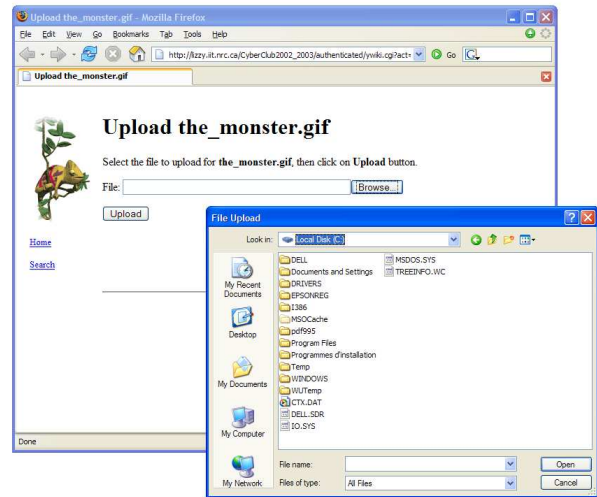 Upload the_monster.gif - Mozilla Firefox
File Edit View Go Bookmarks Tab Tools Help
http://lizzy.iit.nrc.ca/CyberClub2002_2003/authenticated/ywiki.cgi?act= Go
Upload the_monster.gif
Upload the_monster.gif
Select the file to upload for the_monster.gif, then click on Upload button.
File: Browse...
Upload
Home
Search
Done
File Upload
Look in: Local Disk (C:)
My Recent Documents
Desktop
My Documents
My Computer
My Network
DELL
Documents and Settings
DRIVERS
EPSONREG
I386
MSOCache
pdf995
Program Files
Programmes d'installation
Temp
WINDOWS
WUTemp
CTX.DAT
DELL.SDR
IO.SYS
MSDOS.SYS
TREEINFO.WC
File name: Open
Files of type: All Files Cancel